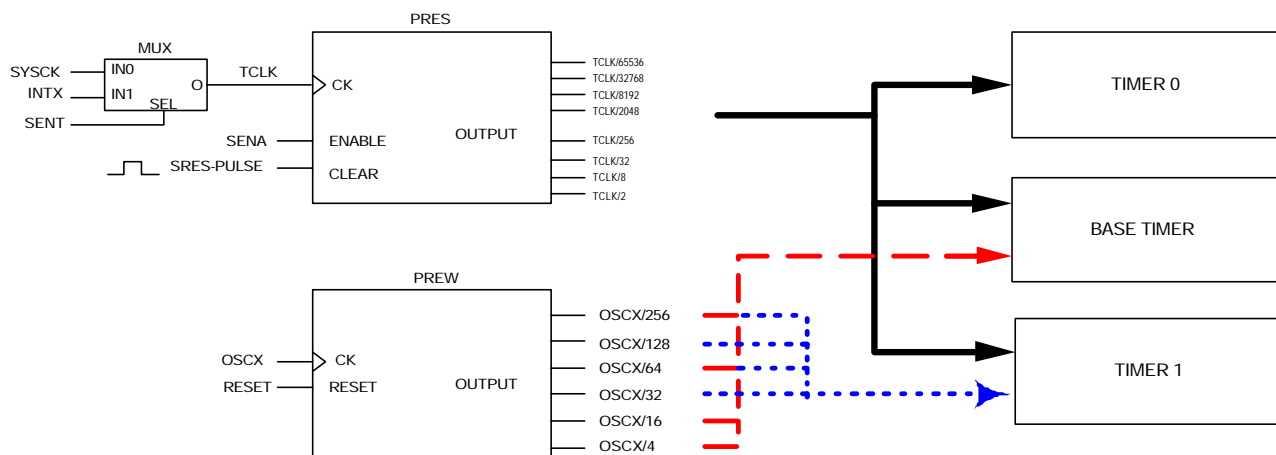 PRES
MUX
SYSCK
IN0
INTX
IN1
O
SEL
SENT
TCLK
CK
SENA
ENABLE
SRES-PULSE
CLEAR
OUTPUT
TCLK/65536
TCLK/32768
TCLK/8192
TCLK/2048
TCLK/256
TCLK/32
TCLK/8
TCLK/2
TIMER 0
BASE TIMER
TIMER 1
PREW
OSCX
CK
RESET
RESET
OUTPUT
OSCX/256
OSCX/128
OSCX/64
OSCX/32
OSCX/16
OSCX/4